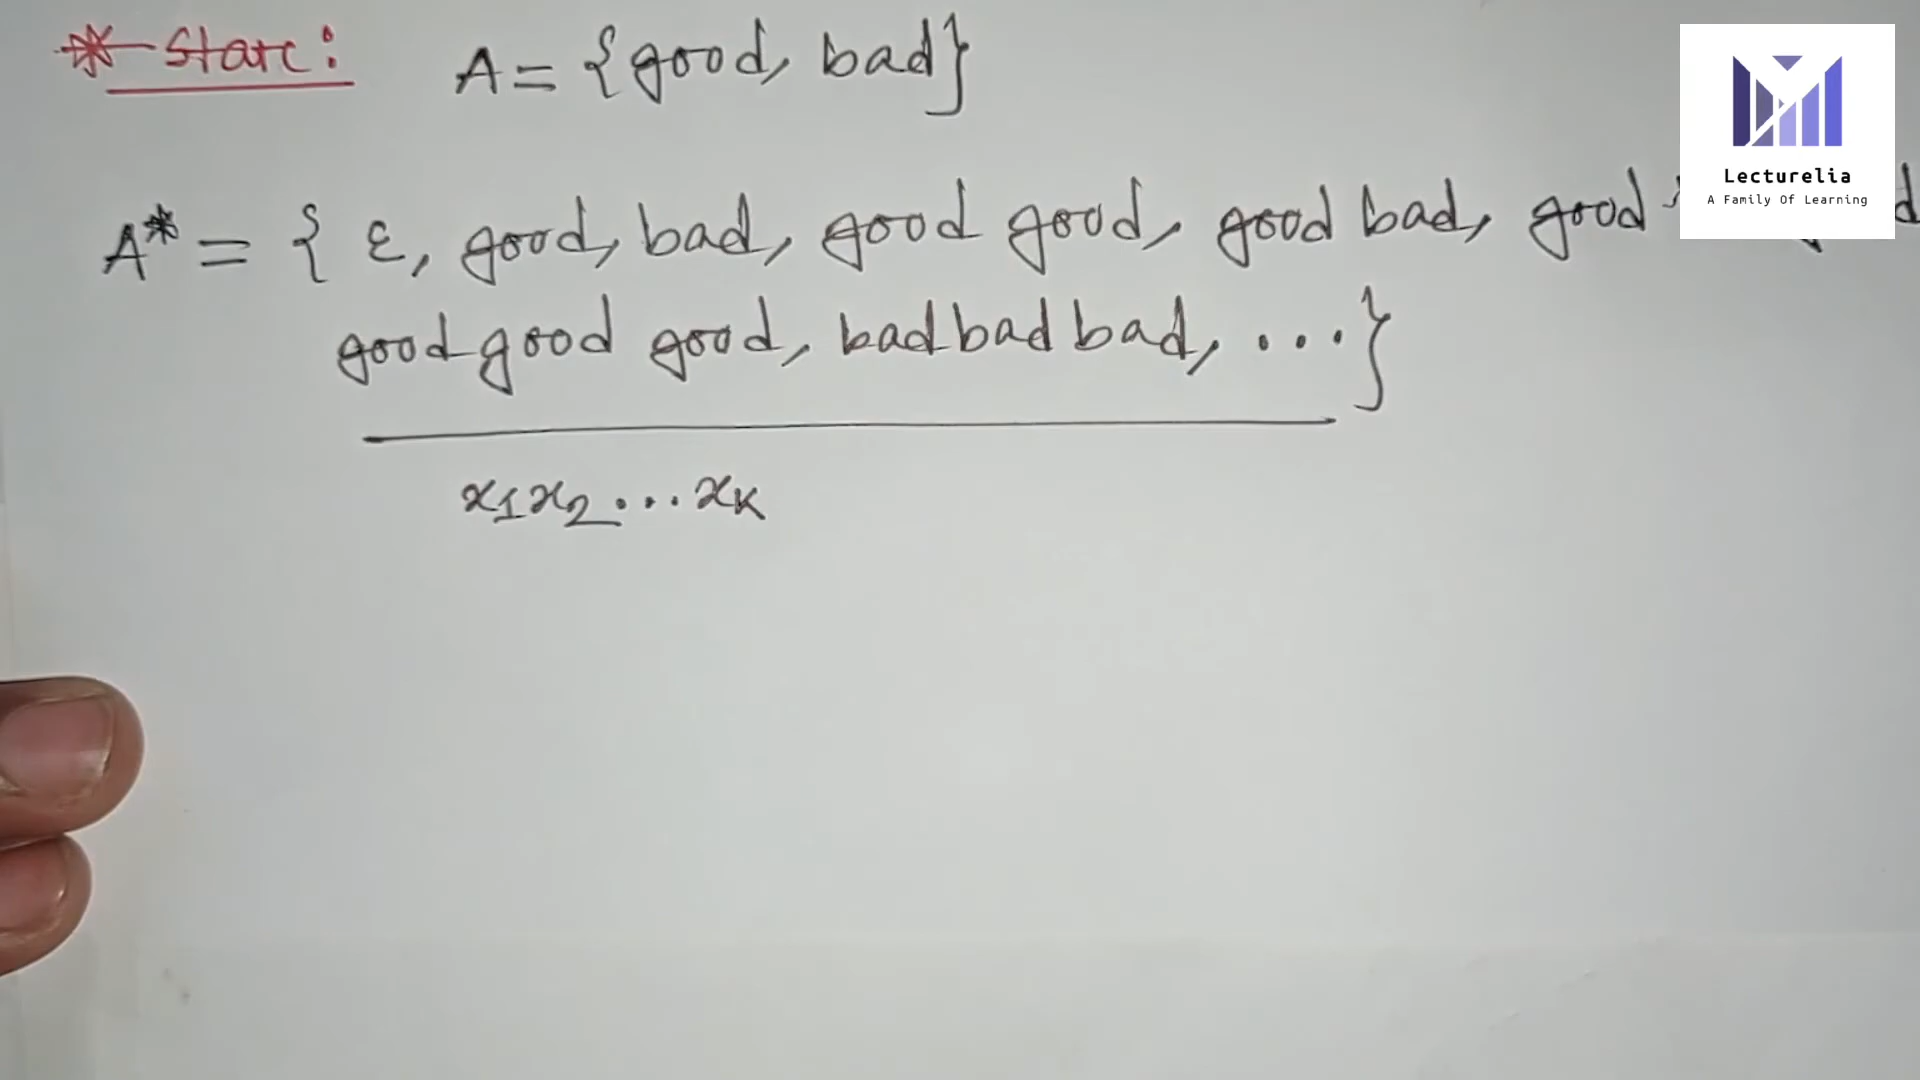 * Starc:
A = {good, bad}
Lecturelia
A Family Of Learning
A* = { ε, good, bad, good good, good bad, good
good good good, bad bad bad, ...}
x₁x₂...xₖ